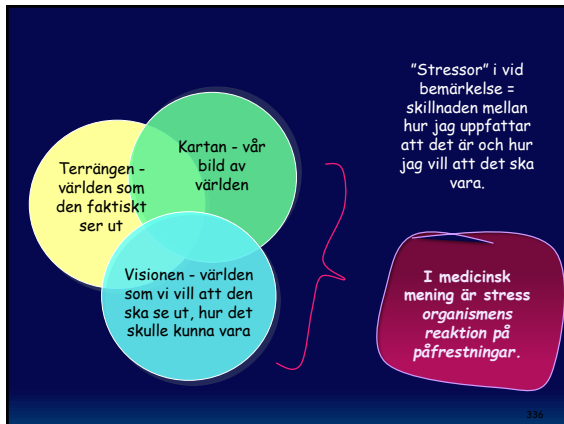 Terrängen -
världen som
den faktiskt
ser ut
Kartan - vår
bild av
världen
Visionen - världen
som vi vill att den
ska se ut, hur det
skulle kunna vara
”Stressor” i vid
bemärkelse =
skillnaden mellan
hur jag uppfattar
att det är och hur
jag vill att det ska
vara.
I medicinsk
mening är stress
organismens
reaktion på
påfrestningar.
336